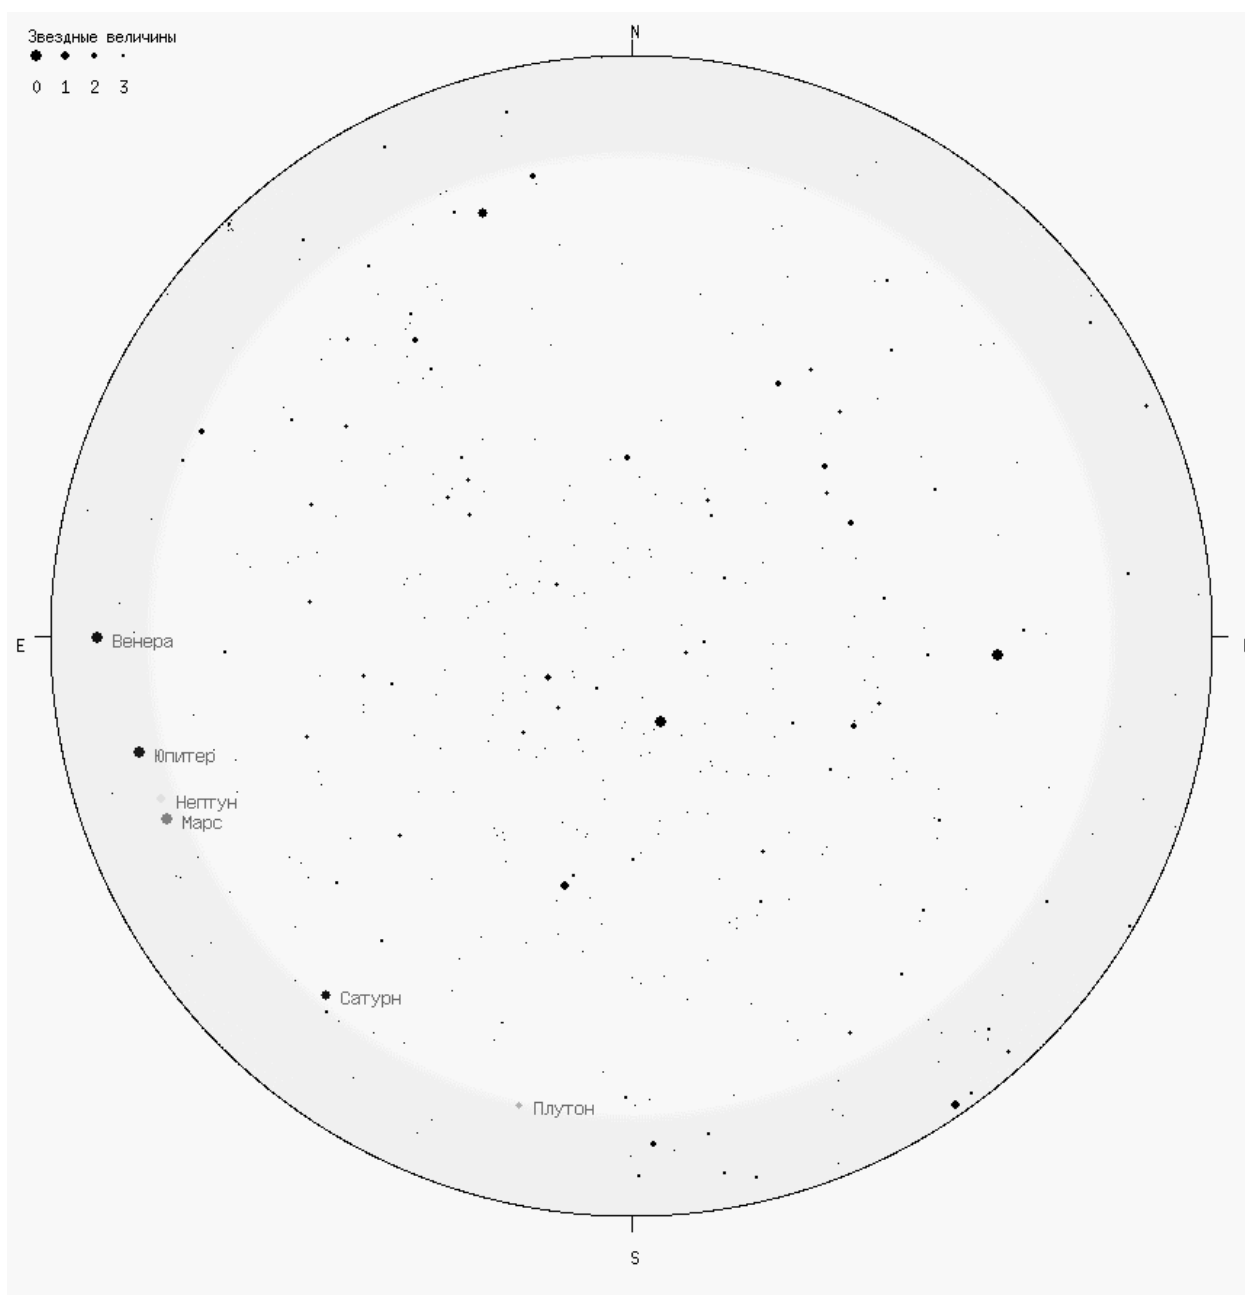 Звездные величины
0 1 2 3
N
E
Венера
Юпитер
Нептун
Марс
Сатурн
Плутон
S